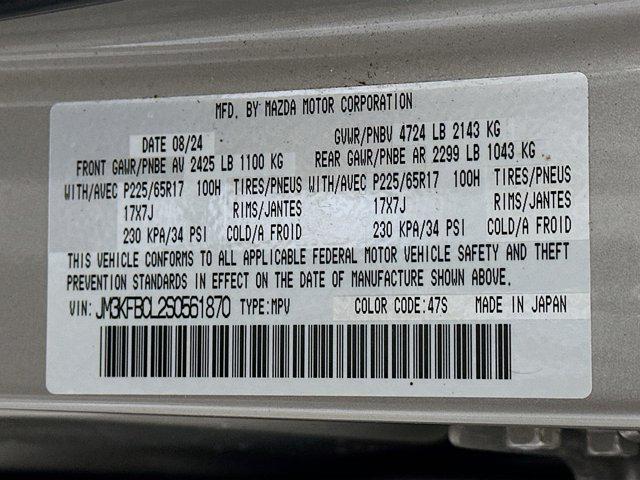 MFD. BY MAZDA MOTOR CORPORATION
DATE 08/24 GVWR/PNBV 4724 LB 2143 KG
FRONT GAWR/PNBE AV 2425 LB 1100 KG REAR GAWR/PNBE AR 2299 LB 1043 KG
WITH/AVEC P225/65R17 100H TIRES/PNEUS WITH/AVEC P225/65R17 100H TIRES/PNEUS
17X7J RIMS/JANTES 17X7J RIMS/JANTES
230 KPA/34 PSI COLD/A FROID 230 KPA/34 PSI COLD/A FROID
THIS VEHICLE CONFORMS TO ALL APPLICABLE FEDERAL MOTOR VEHICLE SAFETY AND THEFT
PREVENTION STANDARDS IN EFFECT ON THE DATE OF MANUFACTURE SHOWN ABOVE.
VIN: JM3KFBCL2S0561870 TYPE:MPV COLOR CODE:47S MADE IN JAPAN